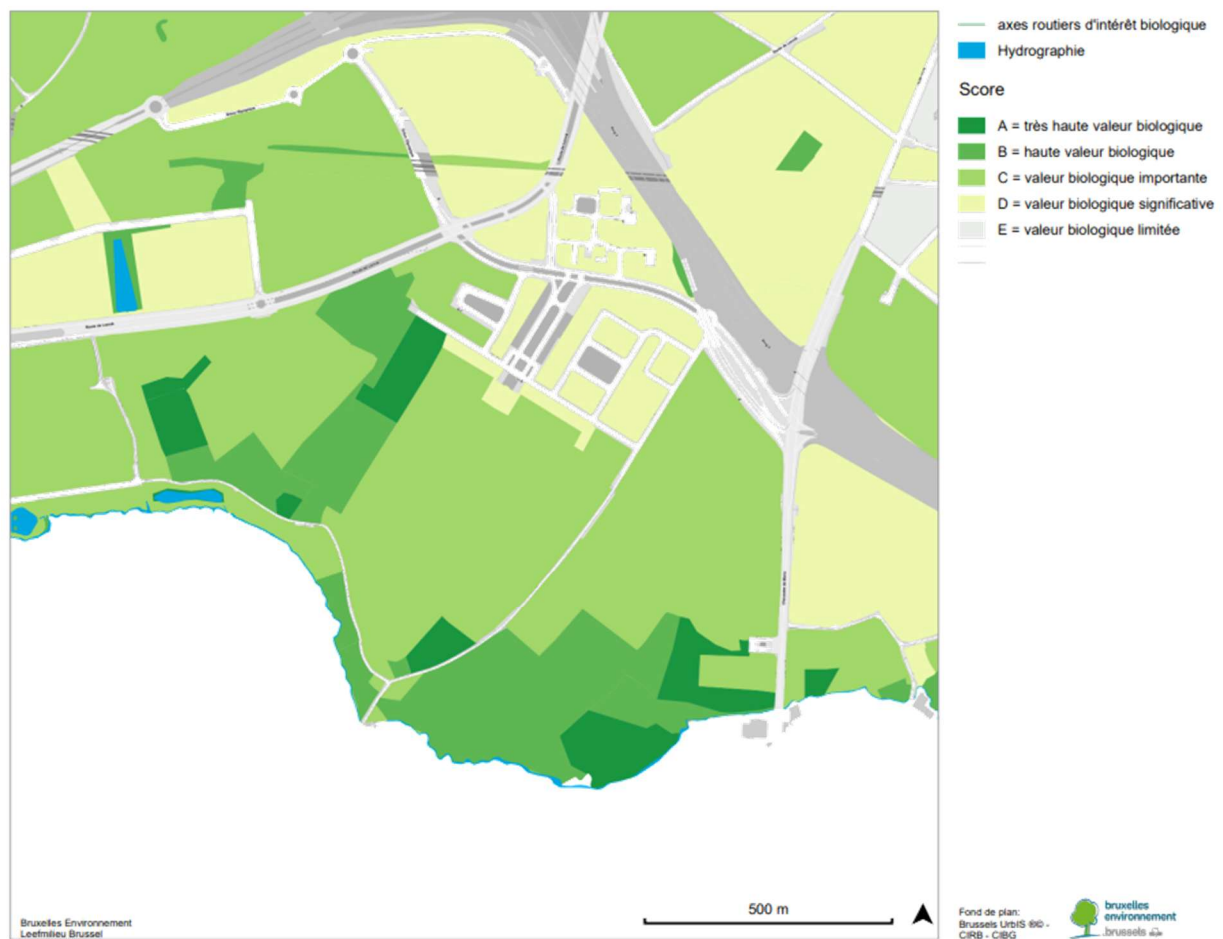 axes routiers d'intérêt biologique
Hydrographie
Score
A = très haute valeur biologique
B = haute valeur biologique
C = valeur biologique importante
D = valeur biologique significative
E = valeur biologique limitée
500 m
Bruxelles Environnement
Leefmilieu Brussel
Fond de plan:
Brussels UrbIS ®© -
CIRB - CIBG
bruxelles
environnement
.brussels